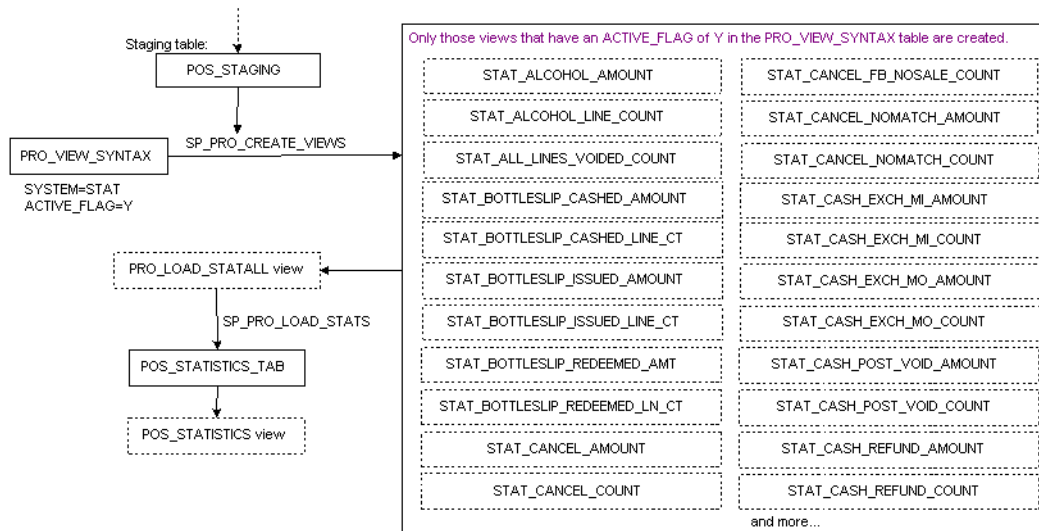 Staging table:
POS_STAGING
SP_PRO_CREATE_VIEWS
PRO_VIEW_SYNTAX
SYSTEM=STAT
ACTIVE_FLAG=Y
PRO_LOAD_STATALL view
SP_PRO_LOAD_STATS
POS_STATISTICS_TAB
POS_STATISTICS view
Only those views that have an ACTIVE_FLAG of Y in the PRO_VIEW_SYNTAX table are created.
STAT_ALCOHOL_AMOUNT
STAT_ALCOHOL_LINE_COUNT
STAT_ALL_LINES_VOIDED_COUNT
STAT_BOTTLESLIP_CASHED_AMOUNT
STAT_BOTTLESLIP_CASHED_LINE_CT
STAT_BOTTLESLIP_ISSUED_AMOUNT
STAT_BOTTLESLIP_ISSUED_LINE_CT
STAT_BOTTLESLIP_REDEEMED_AMT
STAT_BOTTLESLIP_REDEEMED_LN_CT
STAT_CANCEL_AMOUNT
STAT_CANCEL_COUNT
STAT_CANCEL_FB_NOSALE_COUNT
STAT_CANCEL_NOMATCH_AMOUNT
STAT_CANCEL_NOMATCH_COUNT
STAT_CASH_EXCH_MI_AMOUNT
STAT_CASH_EXCH_MI_COUNT
STAT_CASH_EXCH_MO_AMOUNT
STAT_CASH_EXCH_MO_COUNT
STAT_CASH_POST_VOID_AMOUNT
STAT_CASH_POST_VOID_COUNT
STAT_CASH_REFUND_AMOUNT
STAT_CASH_REFUND_COUNT
and more...